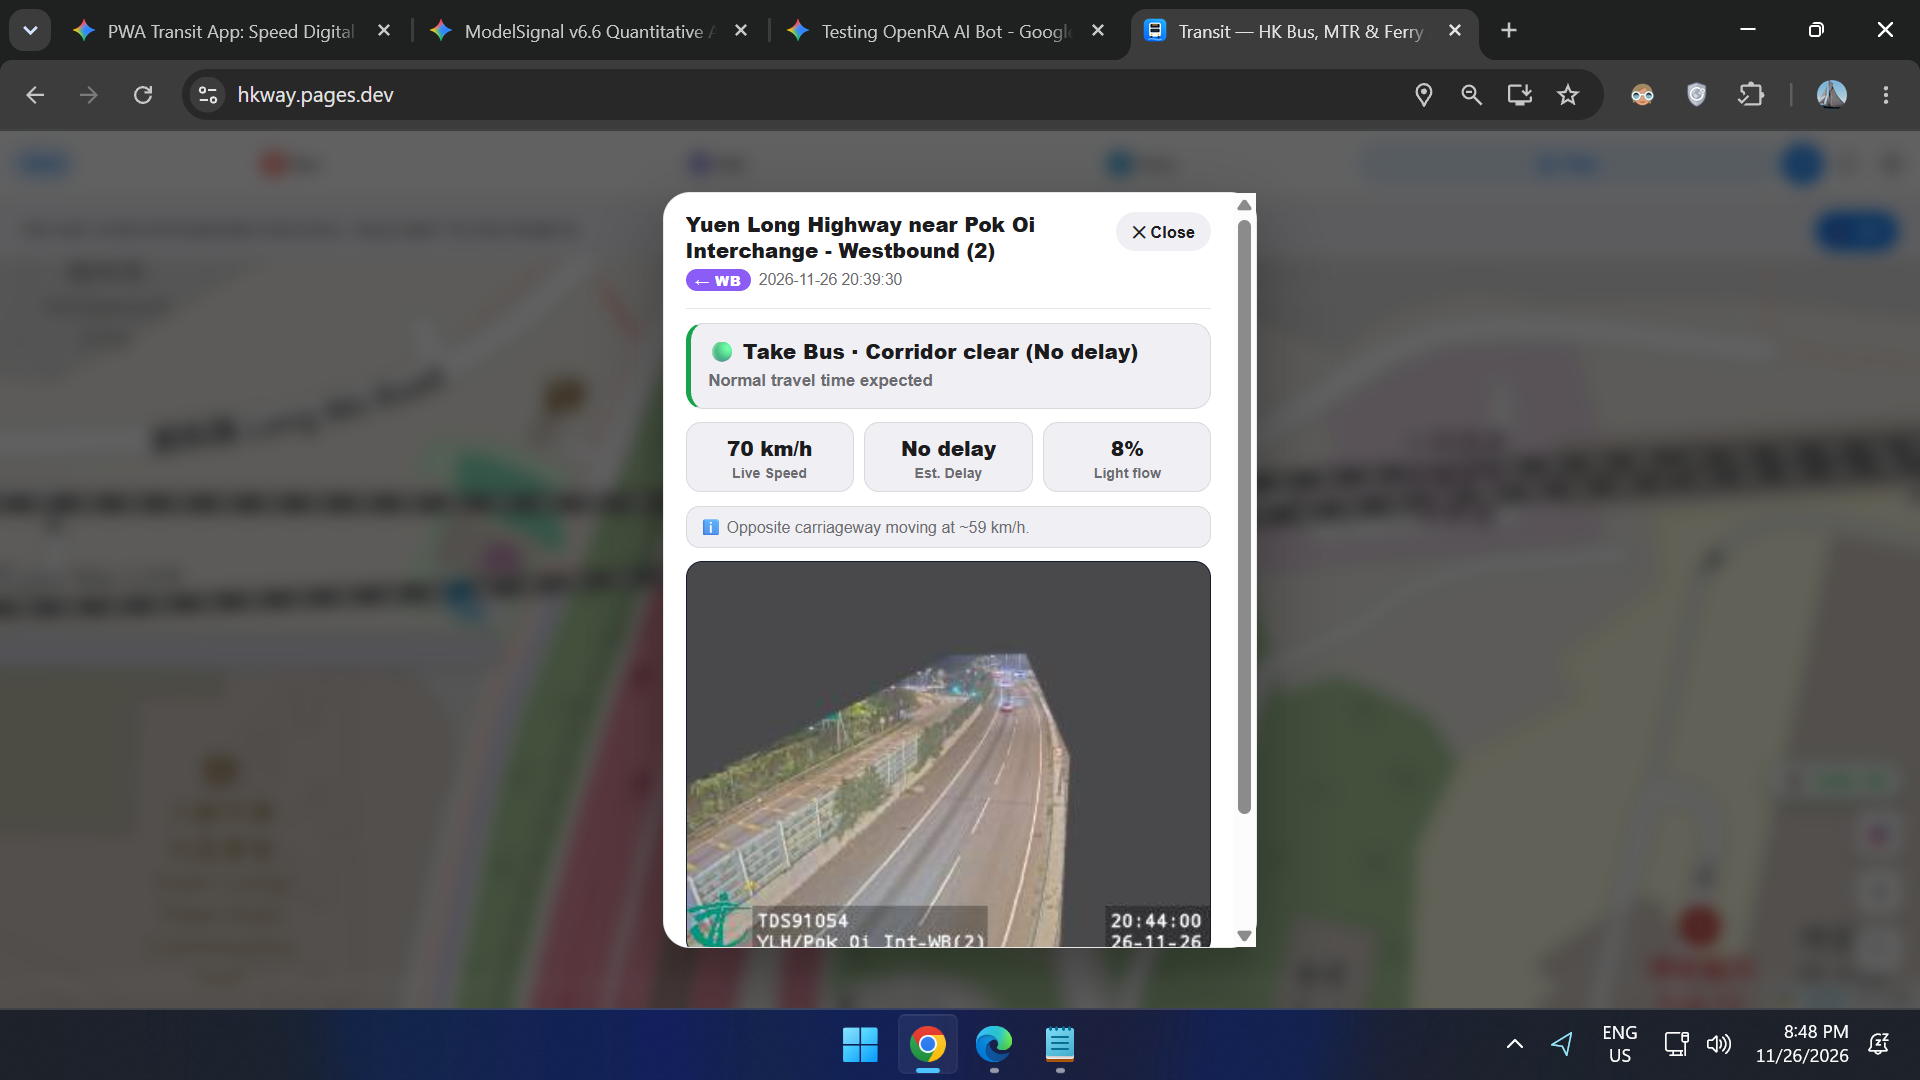 PWA Transit App: Speed Digital
ModelSignal v6.6 Quantitative A
Testing OpenRA AI Bot - Googl
Transit — HK Bus, MTR & Ferry
hkway.pages.dev
Yuen Long Highway near Pok Oi
Interchange - Westbound (2)
Close
← WB 2026-11-26 20:39:30
Take Bus · Corridor clear (No delay)
Normal travel time expected
70 km/h
Live Speed
No delay
Est. Delay
8%
Light flow
Opposite carriageway moving at ~59 km/h.
TDS91054
YLH/Pok Oi Int-WB(2)
20:44:00
26-11-26
ENG
US
8:48 PM
11/26/2026